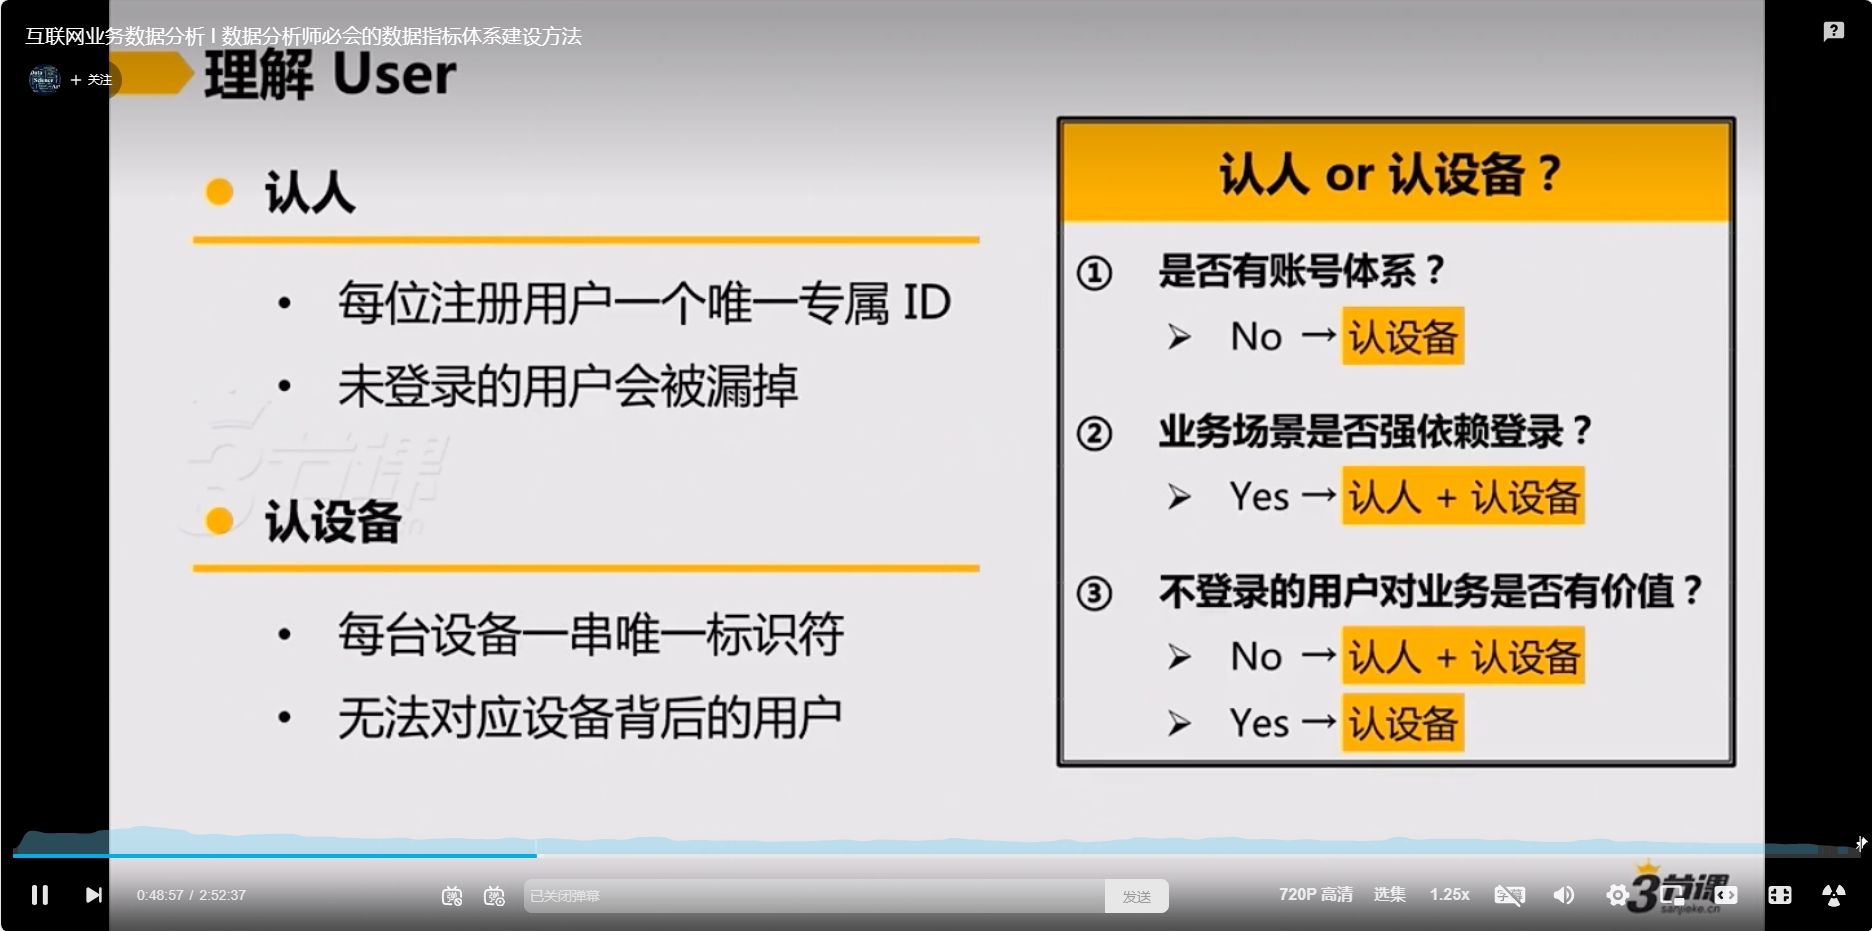 互联网业务数据分析 I 数据分析师必会的数据指标体系建设方法
+ 关注
理解 User
认人
• 每位注册用户一个唯一专属 ID
• 未登录的用户会被漏掉
认设备
• 每台设备一串唯一标识符
• 无法对应设备背后的用户
认人 or 认设备？
① 是否有账号体系？
➢ No → 认设备
② 业务场景是否强依赖登录？
➢ Yes → 认人 + 认设备
③ 不登录的用户对业务是否有价值？
➢ No → 认人 + 认设备
➢ Yes → 认设备
3节课
0:48:57 / 2:52:37
已关闭弹幕
发送
720P 高清
选集
1.25x
3节课
sanjieke.cn